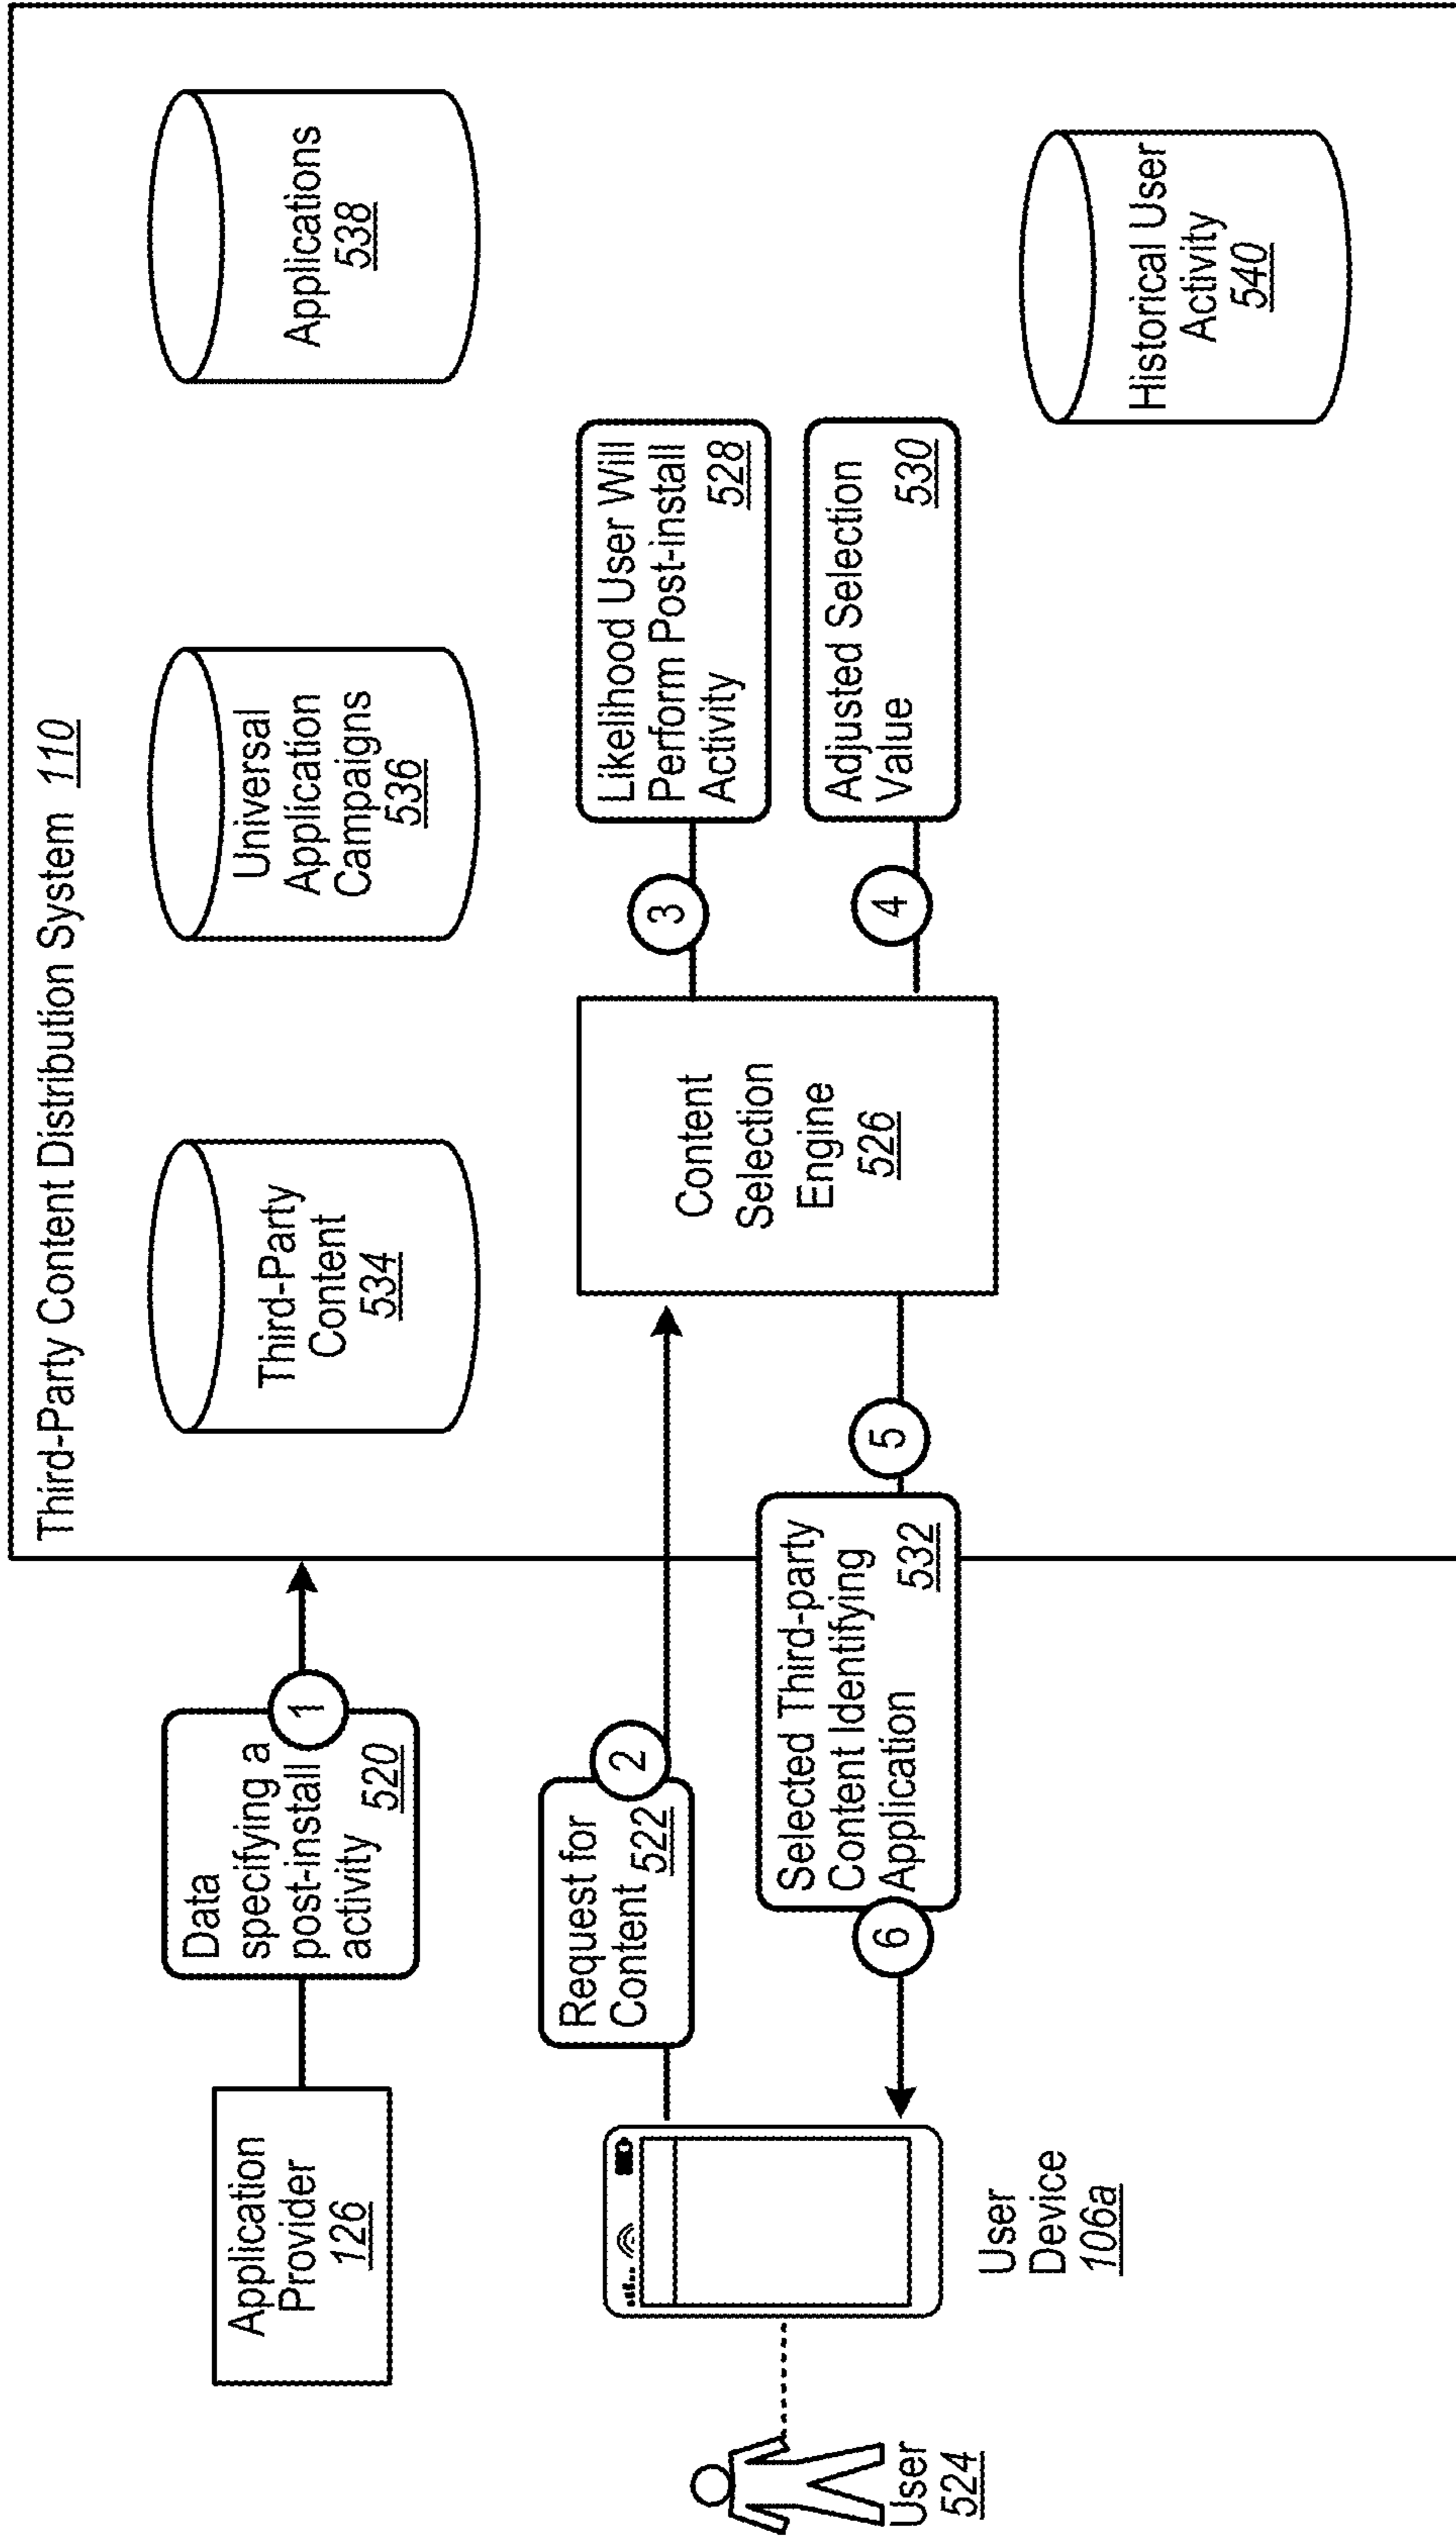 Third-Party Content Distribution System 110
Third-Party
Content
534
Universal
Application
Campaigns
536
Applications
538
Application
Provider
126
Data
specifying a
post-install
activity 520
1
Request for
Content 522
2
Content
Selection
Engine
526
3
Likelihood User Will
Perform Post-install
Activity 528
4
Adjusted Selection
Value 530
5
Selected Third-party
Content Identifying
Application 532
6
User
524
User
Device
106a
Historical User
Activity
540